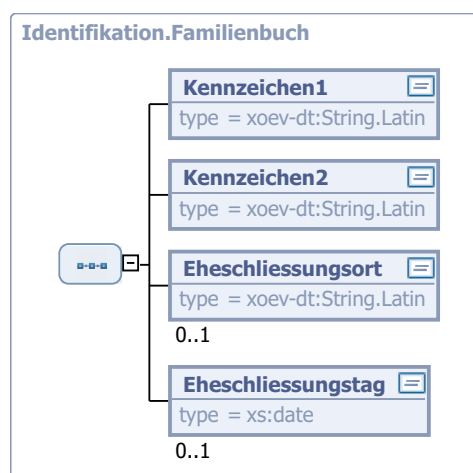 Identifikation.Familienbuch
Kennzeichen1
type = xoev-dt:String.Latin
Kennzeichen2
type = xoev-dt:String.Latin
Eheschliessungsort
type = xoev-dt:String.Latin
0..1
Eheschliessungstag
type = xs:date
0..1